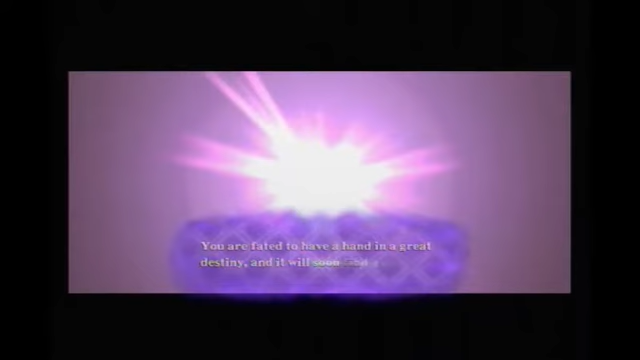 You are fated to have a hand in a great
destiny, and it will soon